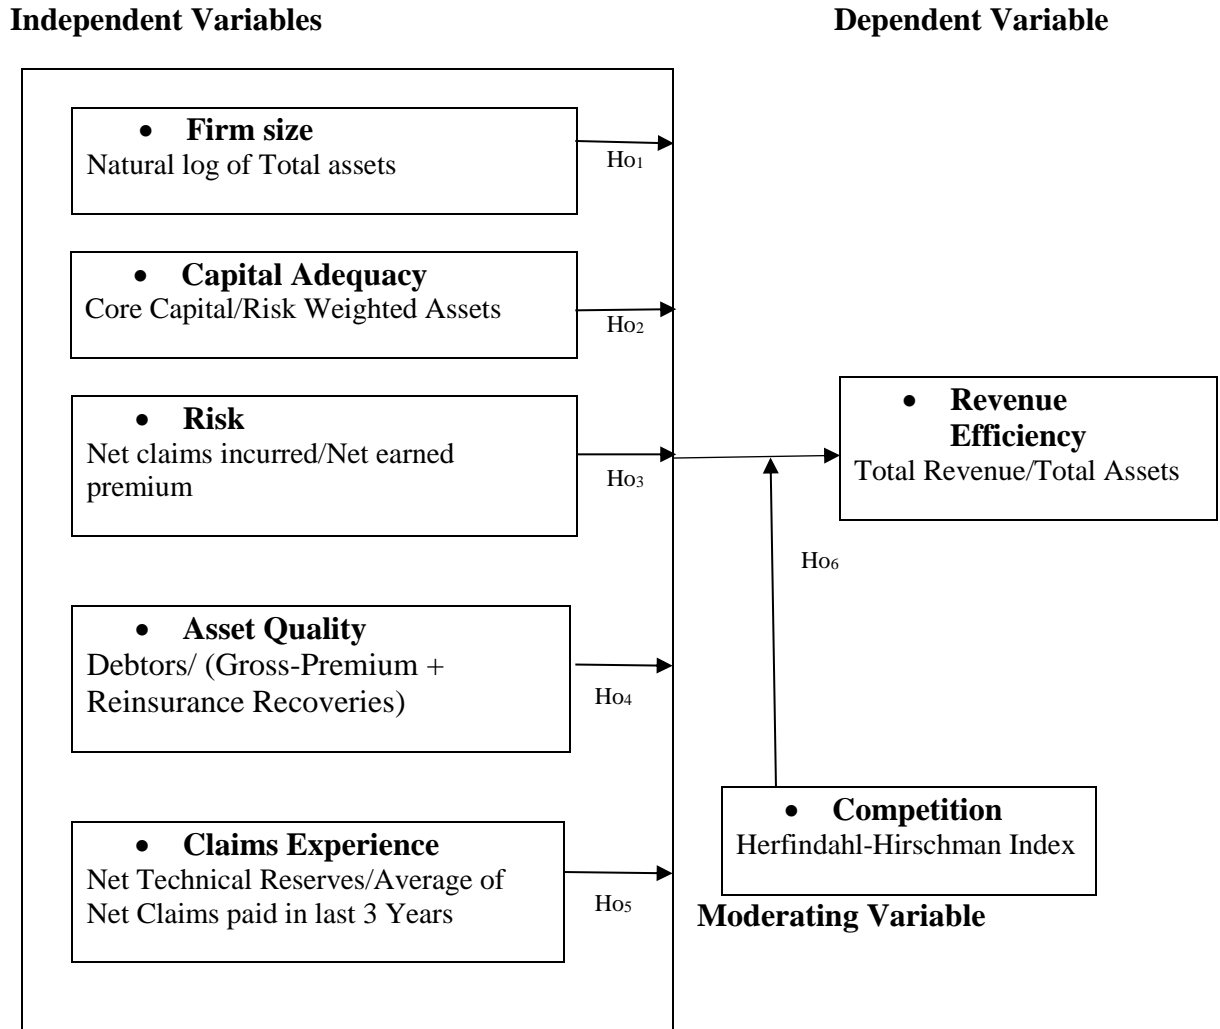 Independent Variables
Dependent Variable
• Firm size
Natural log of Total assets
Ho1
• Capital Adequacy
Core Capital/Risk Weighted Assets
Ho2
• Risk
Net claims incurred/Net earned
premium
Ho3
• Revenue
Efficiency
Total Revenue/Total Assets
Ho6
• Asset Quality
Debtors/ (Gross-Premium +
Reinsurance Recoveries)
Ho4
• Claims Experience
Net Technical Reserves/Average of
Net Claims paid in last 3 Years
Ho5
• Competition
Herfindahl-Hirschman Index
Moderating Variable